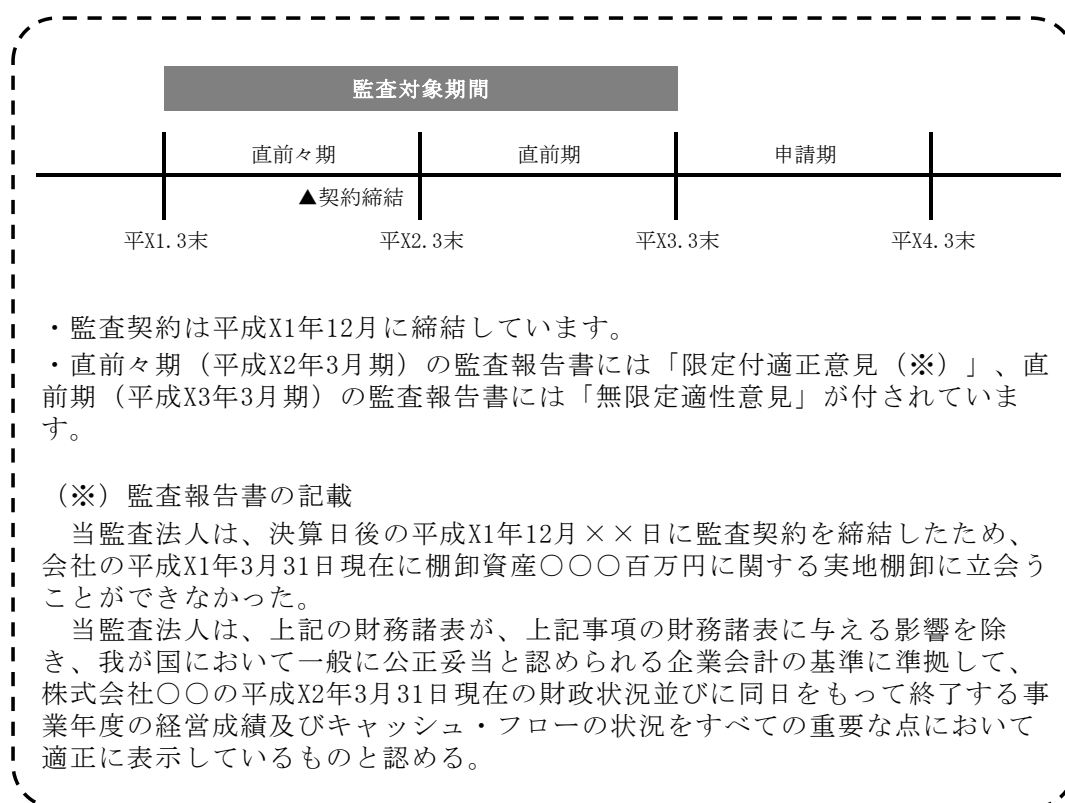 監査対象期間
直前々期 直前期 申請期
▲契約締結
平X1.3末 平X2.3末 平X3.3末 平X4.3末
・監査契約は平成X1年12月に締結しています。
・直前々期（平成X2年3月期）の監査報告書には「限定付適正意見（※）」、直
前期（平成X3年3月期）の監査報告書には「無限定適性意見」が付されていま
す。
（※）監査報告書の記載
当監査法人は、決算日後の平成X1年12月××日に監査契約を締結したため、
会社の平成X1年3月31日現在に棚卸資産○○○百万円に関する実地棚卸に立会う
ことができなかった。
当監査法人は、上記の財務諸表が、上記事項の財務諸表に与える影響を除
き、我が国において一般に公正妥当と認められる企業会計の基準に準拠して、
株式会社○○の平成X2年3月31日現在の財政状況並びに同日をもって終了する事
業年度の経営成績及びキャッシュ・フローの状況をすべての重要な点において
適正に表示しているものと認める。